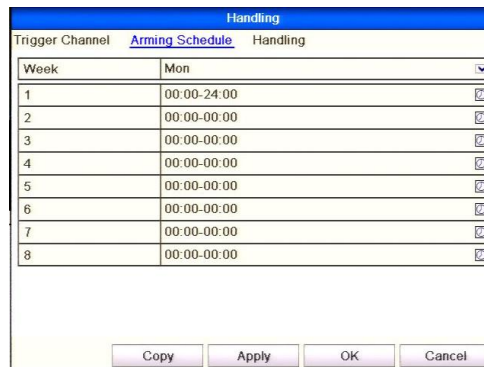 Handling
Trigger Channel Arming Schedule Handling
Week Mon
1 00:00-24:00
2 00:00-00:00
3 00:00-00:00
4 00:00-00:00
5 00:00-00:00
6 00:00-00:00
7 00:00-00:00
8 00:00-00:00
Copy Apply OK Cancel